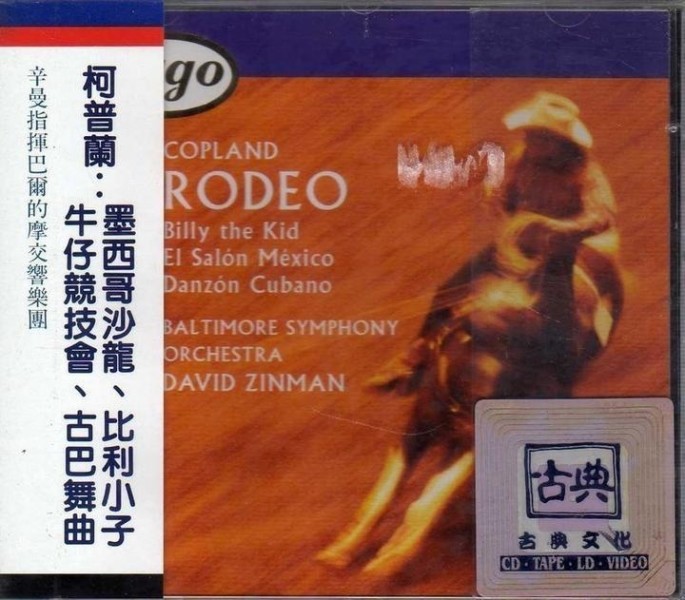 柯普蘭：
墨西哥沙龍、比利小子
牛仔競技會、古巴舞曲
辛曼指揮巴爾的摩交響樂團
go
COPLAND
RODEO
Billy the Kid
El Salón México
Danzón Cubano
BALTIMORE SYMPHONY
ORCHESTRA
DAVID ZINMAN
古典
古典文化
CD·TAPE·LD·VIDEO